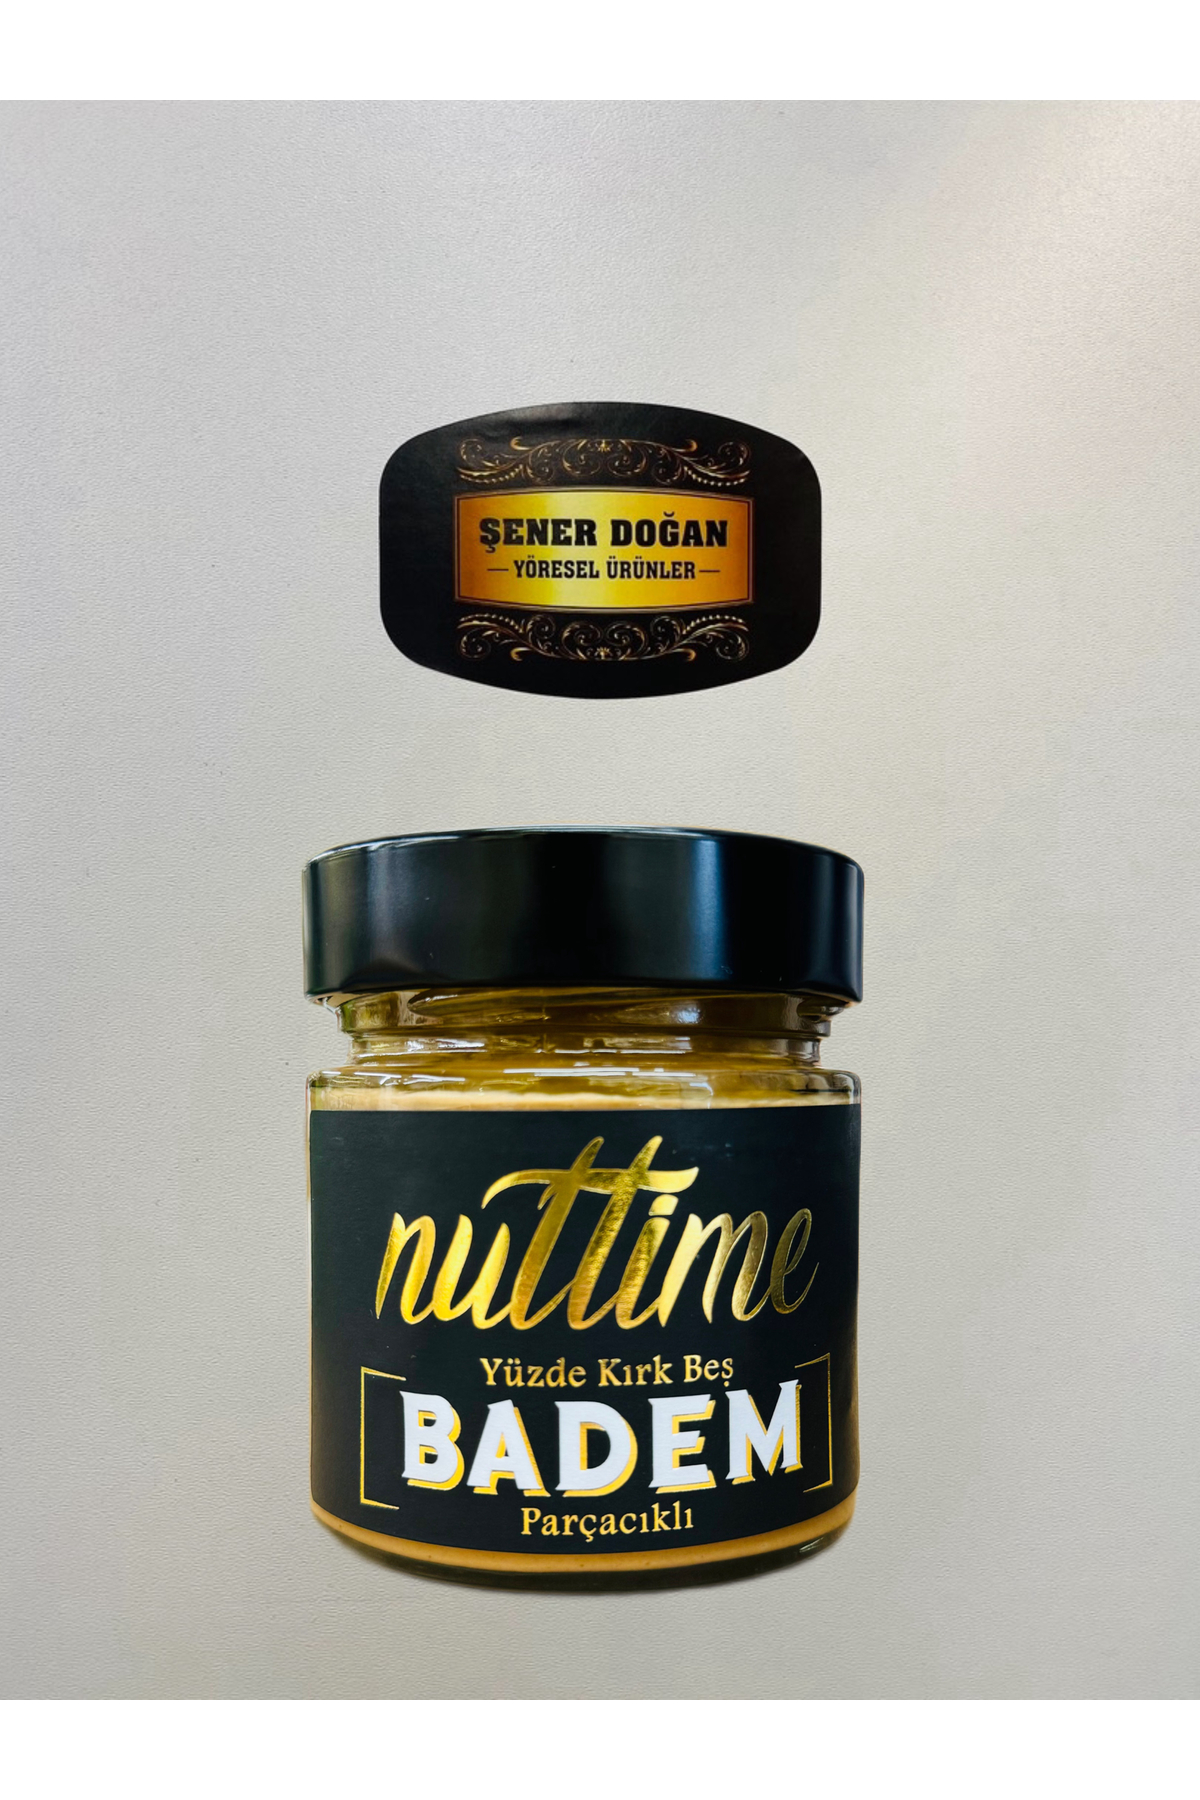 ŞENER DOĞAN
YÖRESEL ÜRÜNLER
nuttime
Yüzde Kırk Beş
BADEM
Parçacıklı